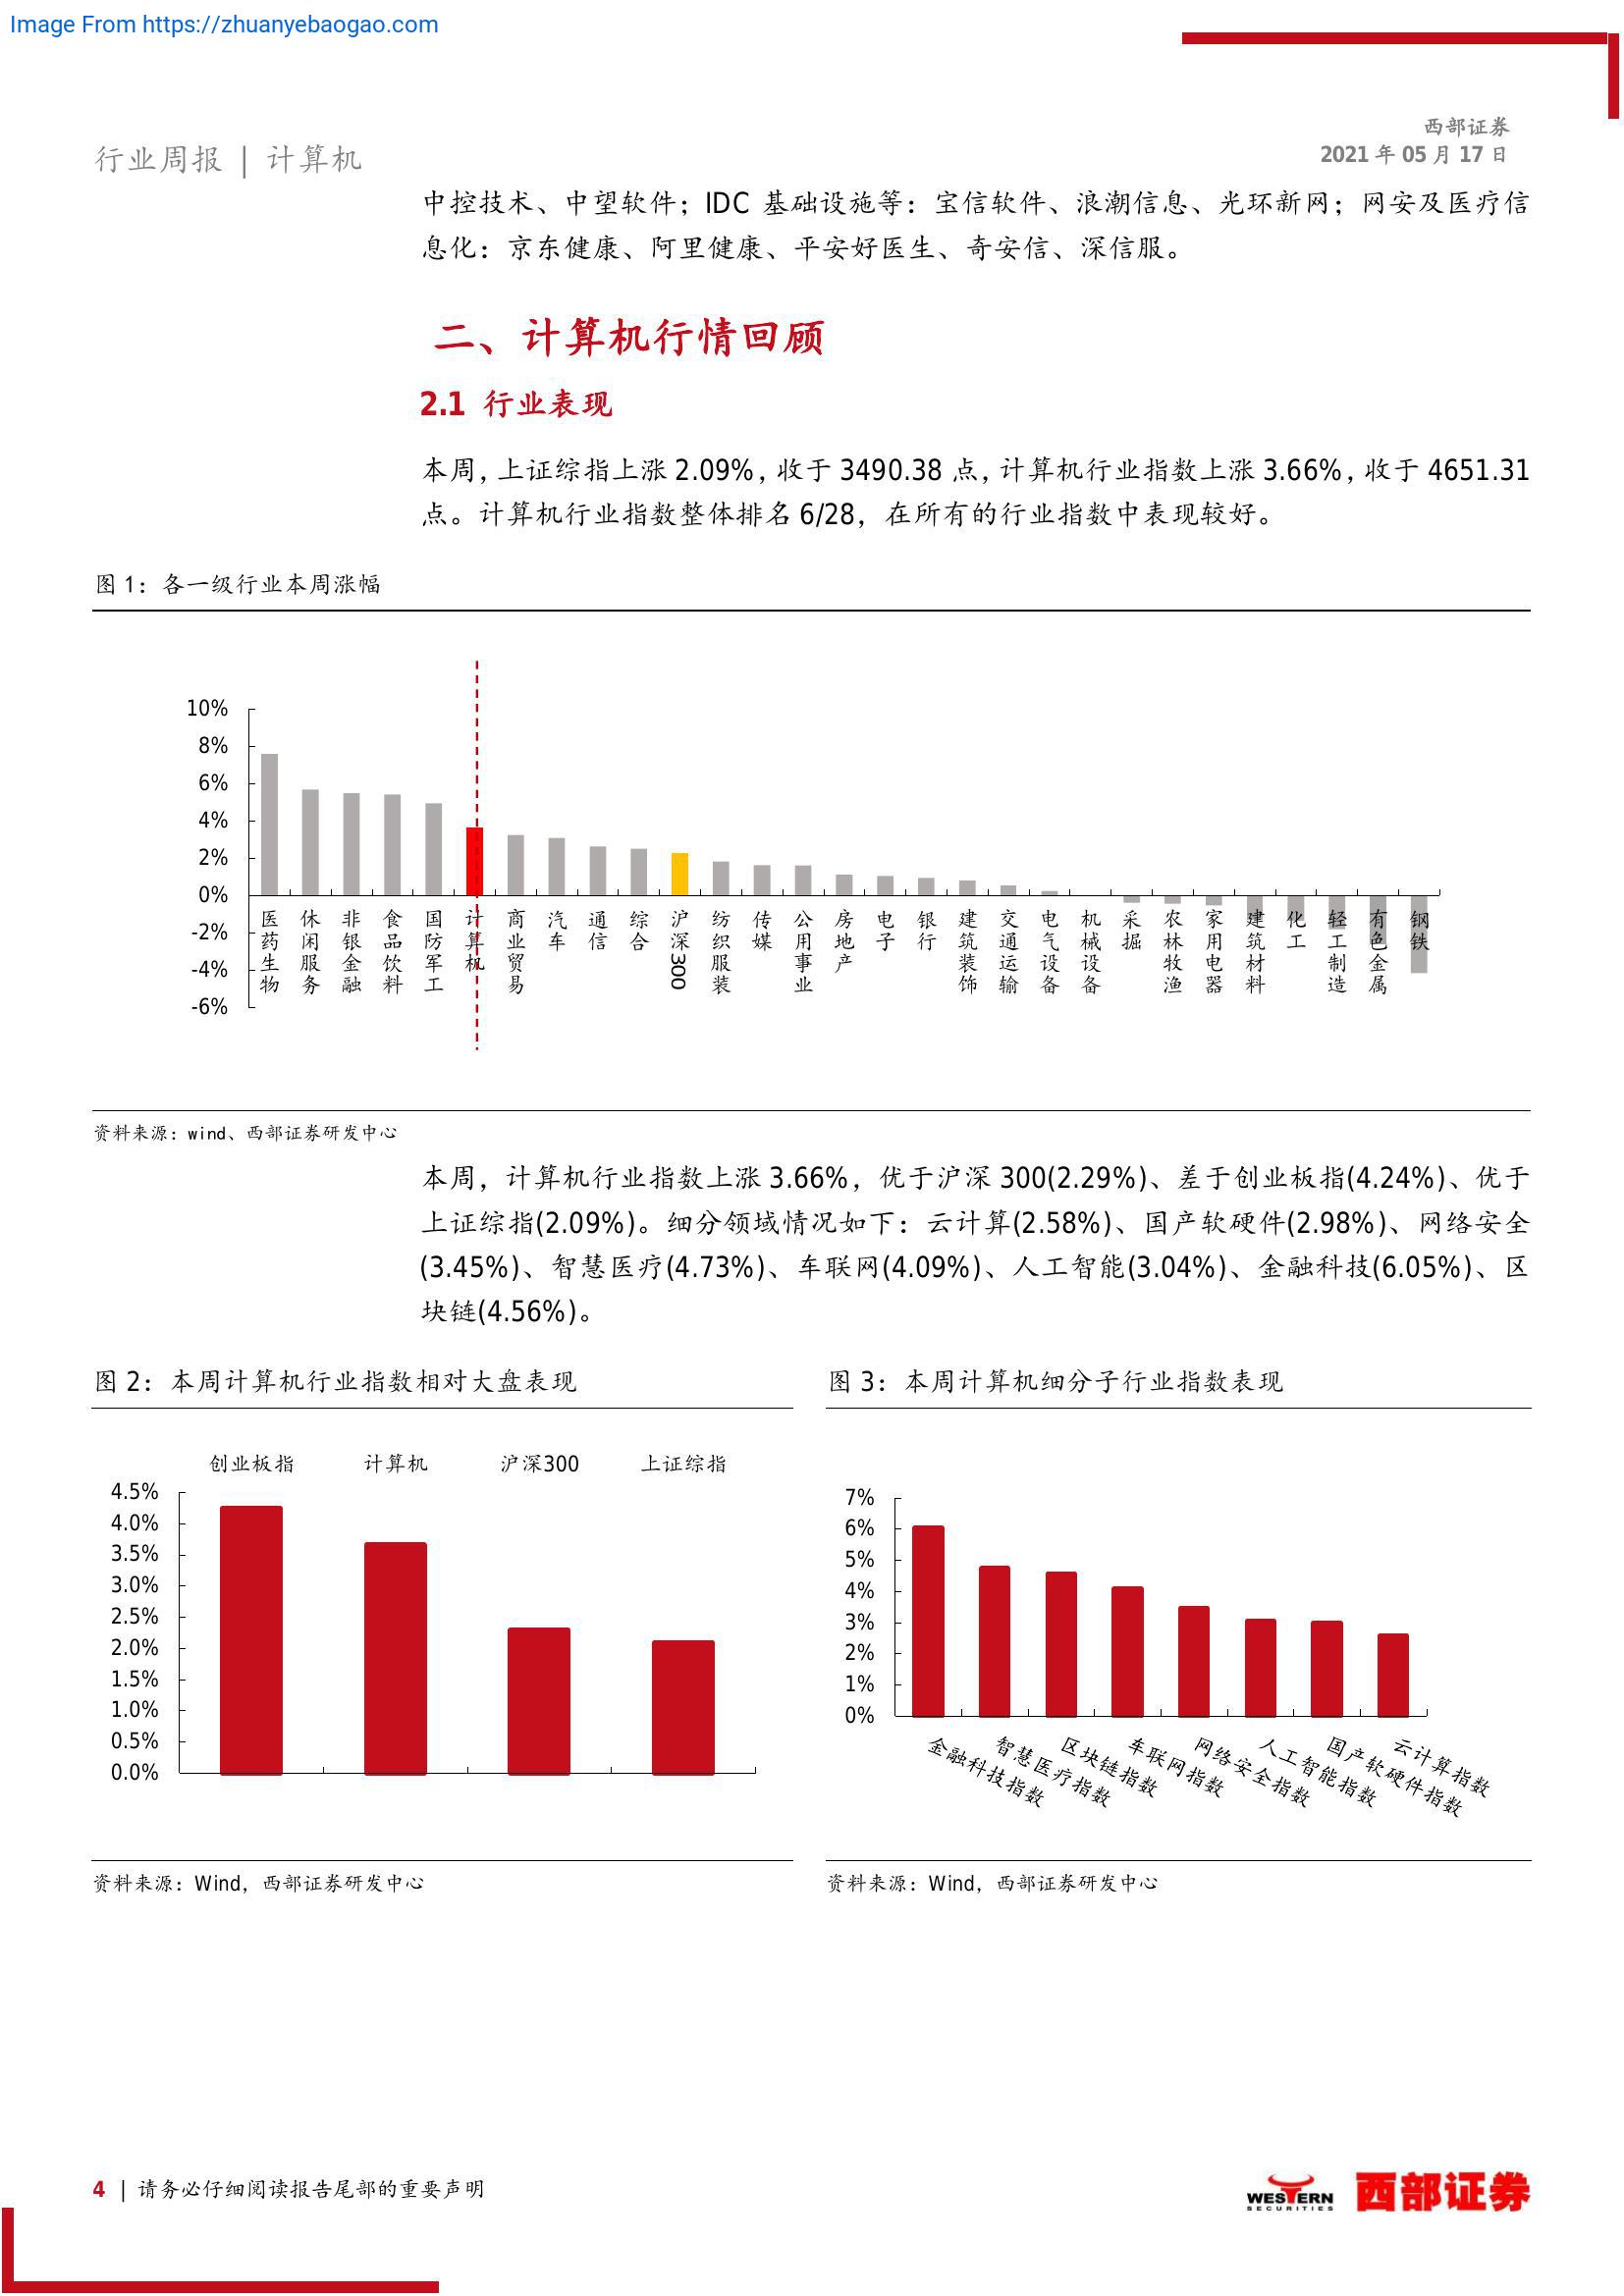 Image From https://zhuanyebaogao.com
西部证券
2021 年 05 月 17 日
行业周报 | 计算机
中控技术、中望软件；IDC 基础设施等：宝信软件、浪潮信息、光环新网；网安及医疗信
息化：京东健康、阿里健康、平安好医生、奇安信、深信服。
二、计算机行情回顾
2.1 行业表现
本周，上证综指上涨 2.09%，收于 3490.38 点，计算机行业指数上涨 3.66%，收于 4651.31
点。计算机行业指数整体排名 6/28，在所有的行业指数中表现较好。
图 1：各一级行业本周涨幅
10%
8%
6%
4%
2%
0%
-2%
-4%
-6%
医药生物
休闲服务
非银金融
食品饮料
国防军工
计算机
商业贸易
汽车
通信
综合
沪深300
纺织服装
传媒
公用事业
房地产
电子
银行
建筑装饰
交通运输
电气设备
机械设备
采掘
农林牧渔
家用电器
建筑材料
化工
轻工制造
有色金属
钢铁
资料来源：wind、西部证券研发中心
本周，计算机行业指数上涨 3.66%，优于沪深 300(2.29%)、差于创业板指(4.24%)、优于
上证综指(2.09%)。细分领域情况如下：云计算(2.58%)、国产软硬件(2.98%)、网络安全
(3.45%)、智慧医疗(4.73%)、车联网(4.09%)、人工智能(3.04%)、金融科技(6.05%)、区
块链(4.56%)。
图 2：本周计算机行业指数相对大盘表现
创业板指 计算机 沪深300 上证综指
4.5%
4.0%
3.5%
3.0%
2.5%
2.0%
1.5%
1.0%
0.5%
0.0%
资料来源：Wind，西部证券研发中心
图 3：本周计算机细分子行业指数表现
7%
6%
5%
4%
3%
2%
1%
0%
金融科技指数
智慧医疗指数
区块链指数
车联网指数
网络安全指数
人工智能指数
国产软硬件指数
云计算指数
资料来源：Wind，西部证券研发中心
4 | 请务必仔细阅读报告尾部的重要声明
WESTERN
SECURITIES
西部证券